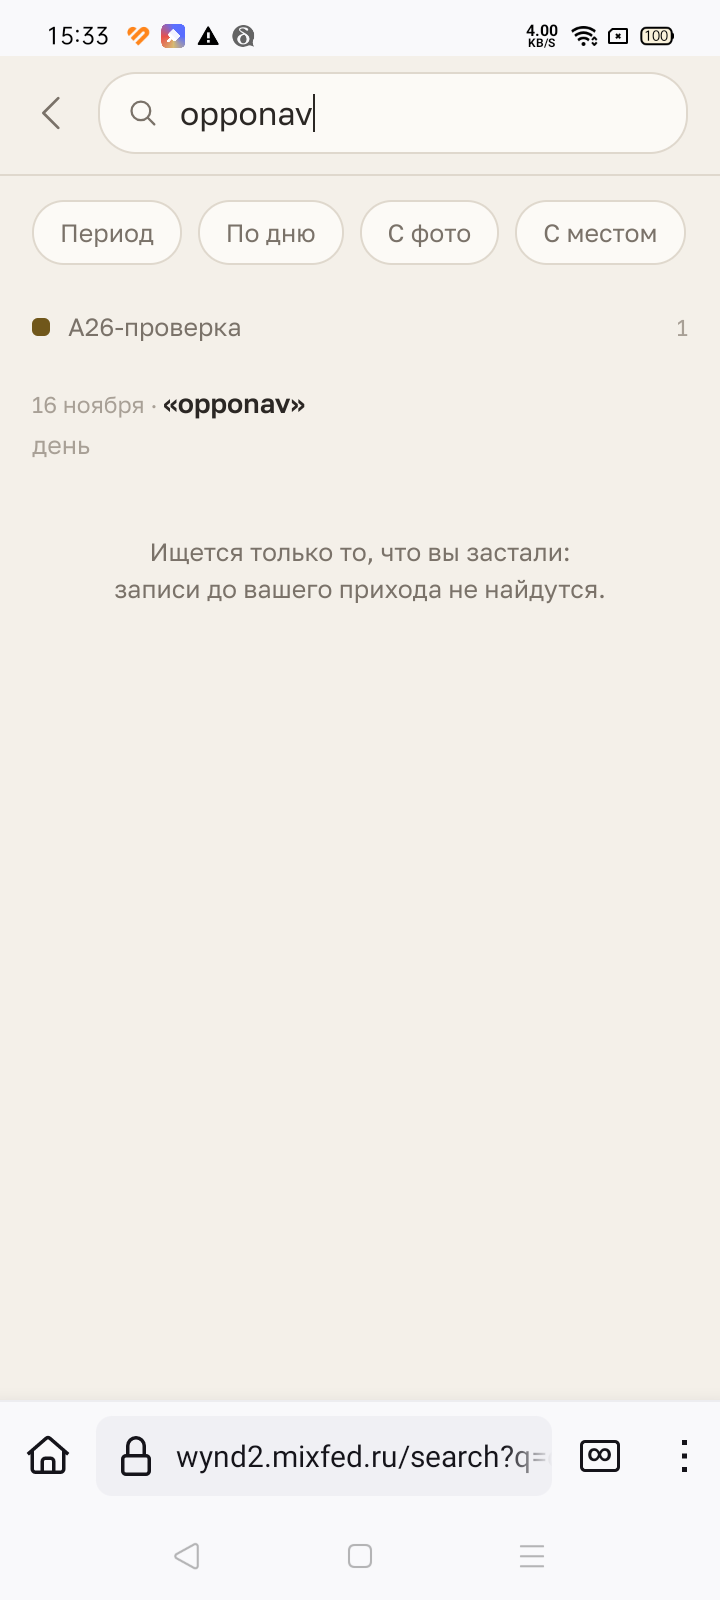 15:33
4.00
KB/S
100
opponav
Период
По дню
С фото
С местом
А26-проверка
1
16 ноября · «opponav»
день
Ищется только то, что вы застали:
записи до вашего прихода не найдутся.
wynd2.mixfed.ru/search?q=